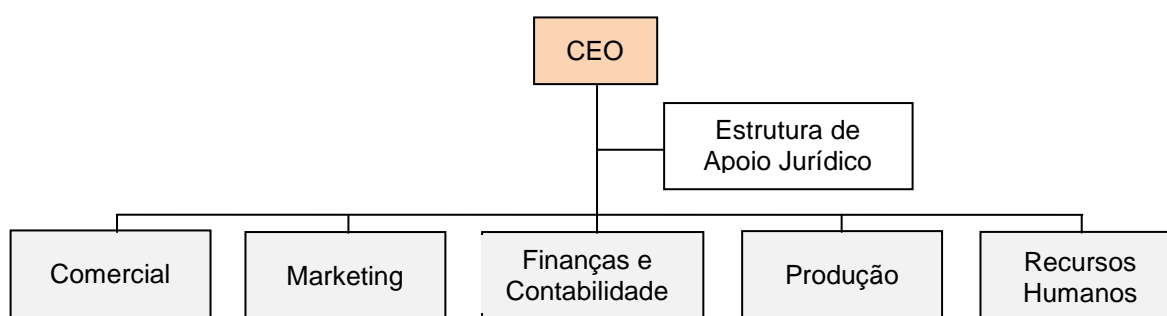 CEO
Estrutura de
Apoio Jurídico
Comercial
Marketing
Finanças e
Contabilidade
Produção
Recursos
Humanos